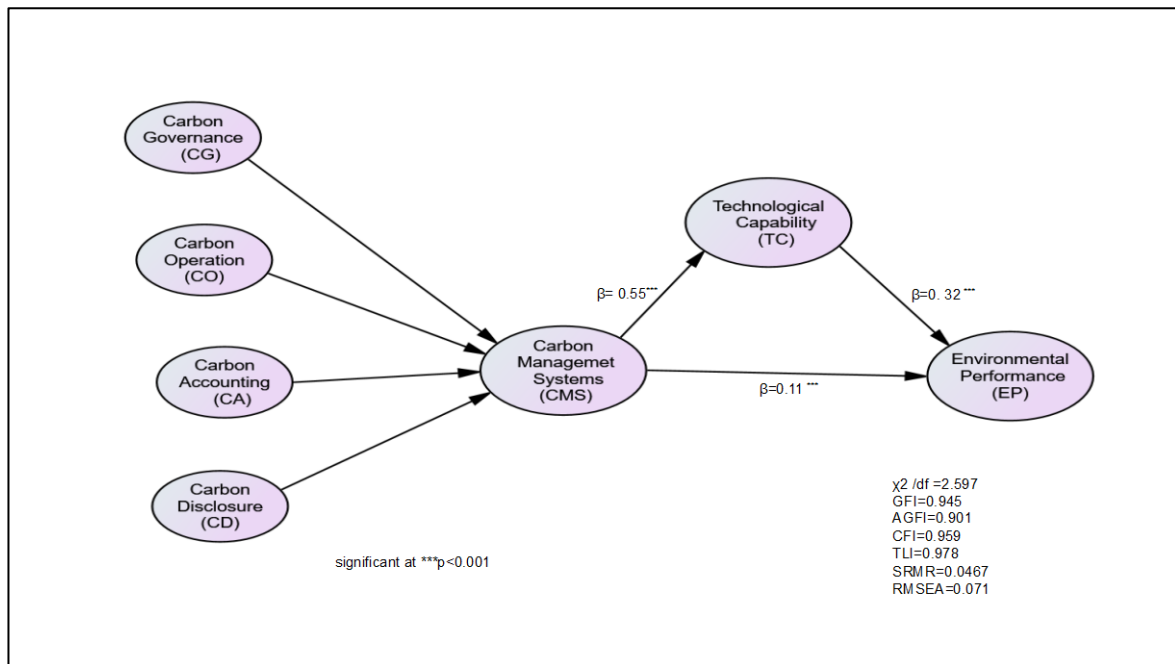 Carbon
Governance
(CG)
Carbon
Operation
(CO)
Carbon
Accounting
(CA)
Carbon
Disclosure
(CD)
Carbon
Managemet
Systems
(CMS)
Technological
Capability
(TC)
Environmental
Performance
(EP)
β= 0.55***
β=0. 32 ***
β=0.11 ***
significant at ***p<0.001
χ2 /df =2.597
GFI=0.945
AGFI=0.901
CFI=0.959
TLI=0.978
SRMR=0.0467
RMSEA=0.071